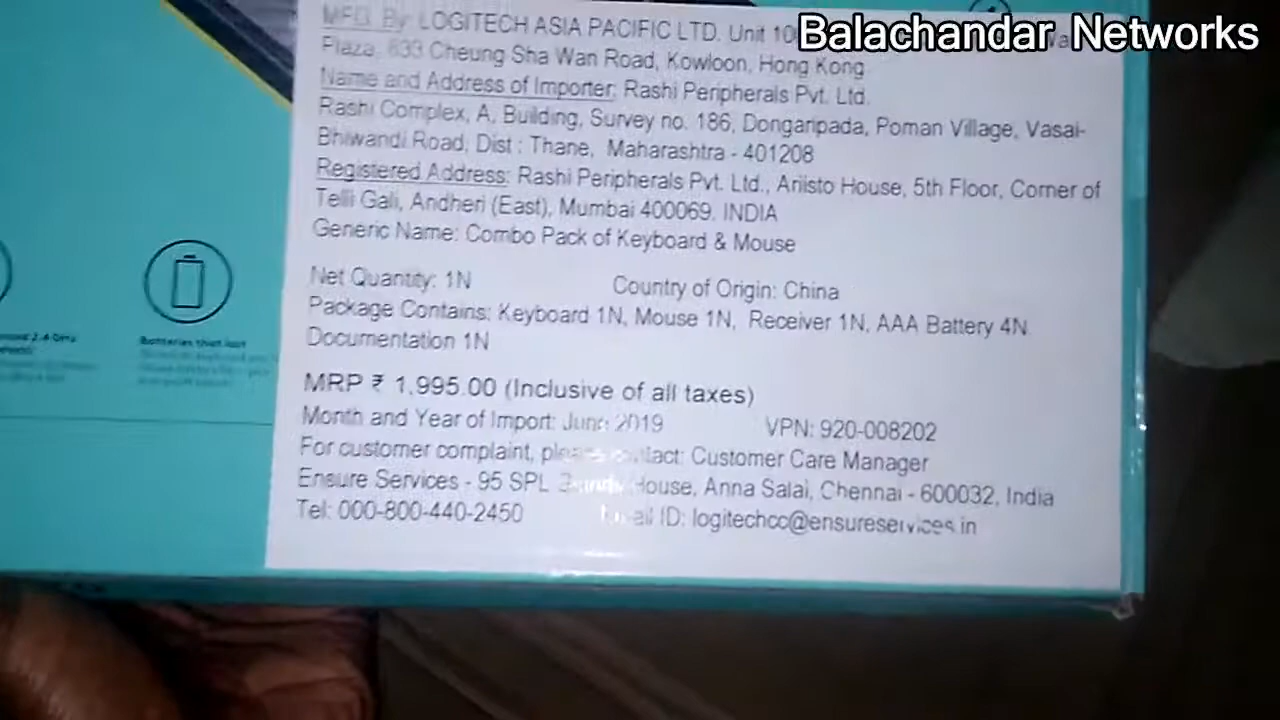 Balachandar Networks
MFG. By: LOGITECH ASIA PACIFIC LTD. Unit
Plaza, 833 Cheung Sha Wan Road, Kowloon, Hong Kong
Name and Address of Importer: Rashi Peripherals Pvt. Ltd.
Rashi Complex, A, Building, Survey no. 186, Dongaripada, Poman Village, Vasai-
Bhiwandi Road, Dist : Thane, Maharashtra - 401208
Registered Address: Rashi Peripherals Pvt. Ltd., Ariisto House, 5th Floor, Corner of
Telli Gali, Andheri (East), Mumbai 400069. INDIA
Generic Name: Combo Pack of Keyboard & Mouse
Net Quantity: 1N Country of Origin: China
Package Contains: Keyboard 1N, Mouse 1N, Receiver 1N, AAA Battery 4N
Documentation 1N
MRP ₹ 1,995.00 (Inclusive of all taxes)
Month and Year of Import: June 2019 VPN: 920-008202
For customer complaint, please contact: Customer Care Manager
Ensure Services - 95 SPL House, Anna Salai, Chennai - 600032, India
Tel: 000-800-440-2450 Email ID: logitechcc@ensureservices.in
Batteries that last